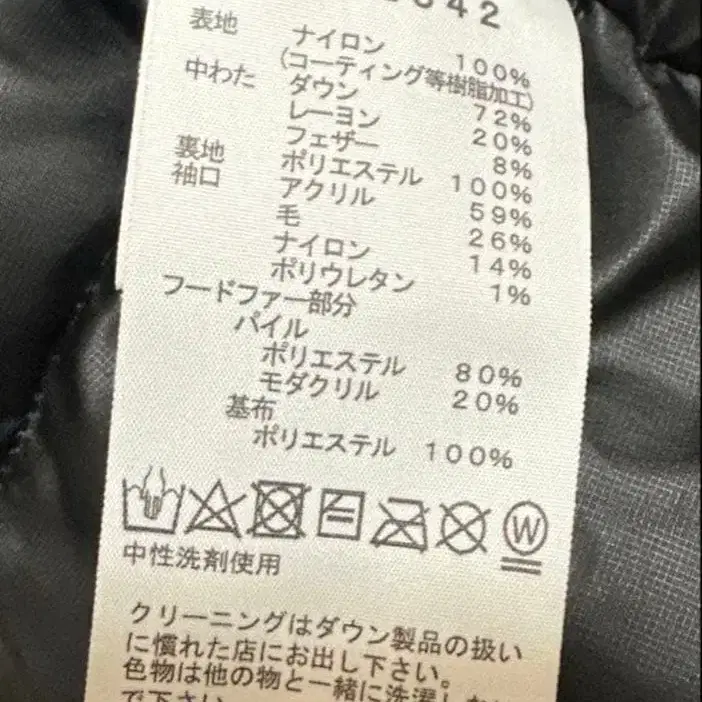 342
表地 ナイロン 100%
(コーティング等樹脂加工)
中わた ダウン 72%
レーヨン 20%
フェザー 8%
裏地 ポリエステル 100%
袖口 アクリル 59%
毛 26%
ナイロン 14%
ポリウレタン 1%
フードファー部分
パイル
ポリエステル 80%
モダクリル 20%
基布
ポリエステル 100%
W
中性洗剤使用
クリーニングはダウン製品の扱い
に慣れた店にお出し下さい。
色物は他の物と一緒に洗濯しない
で下さい